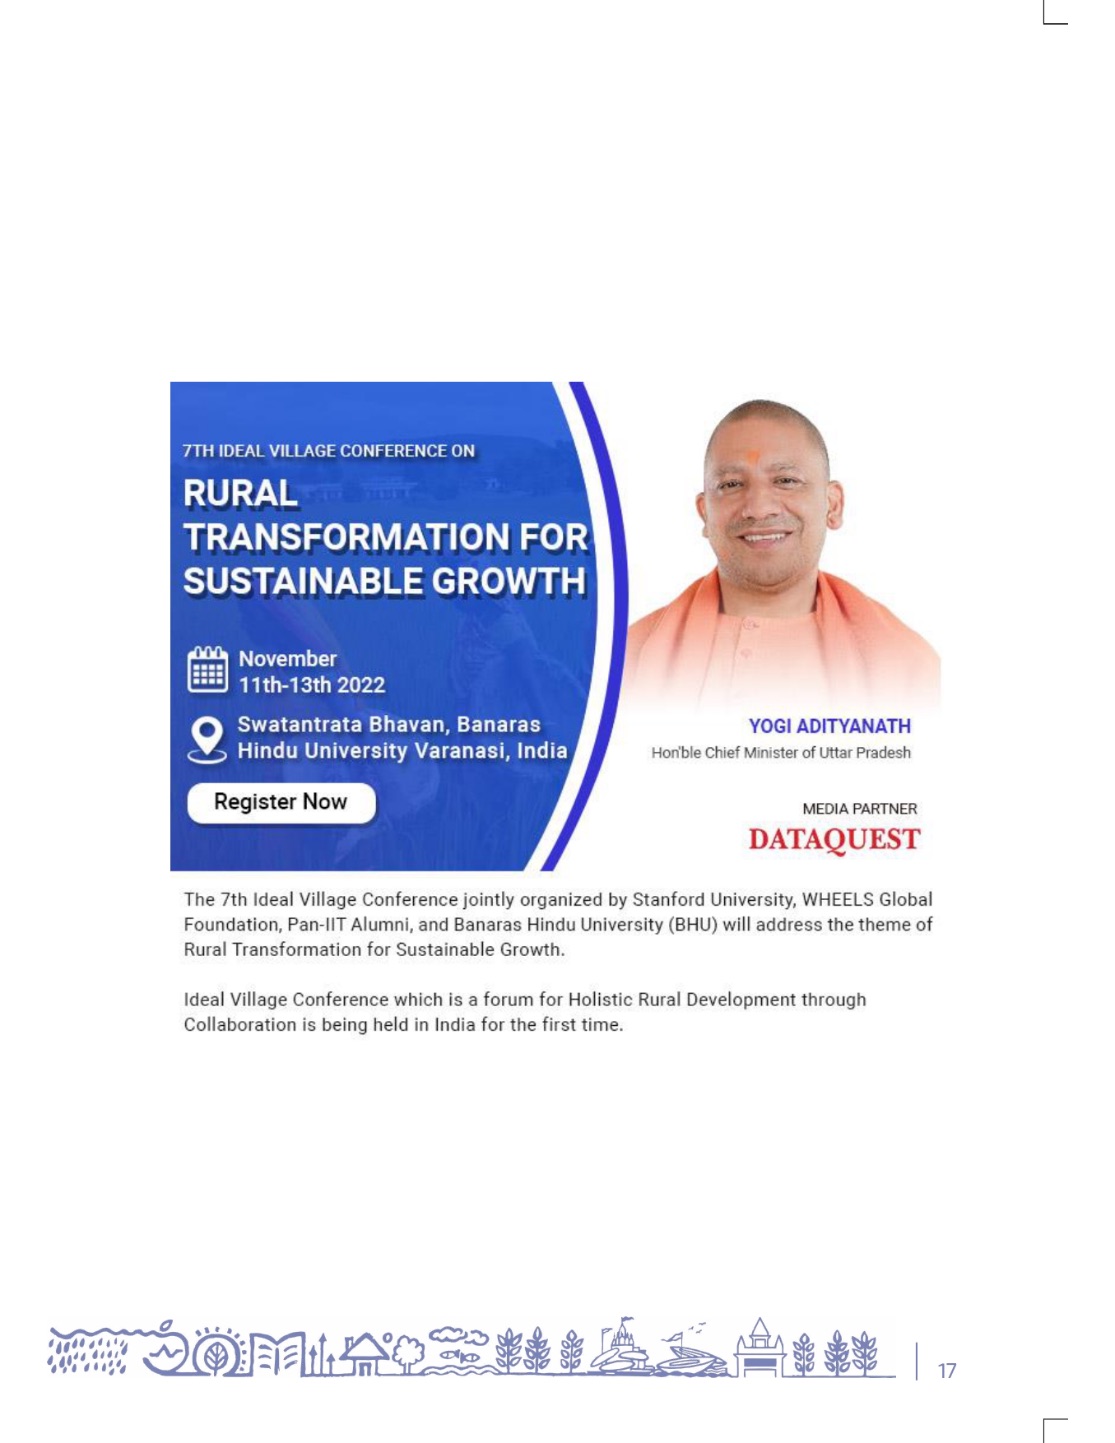 7TH IDEAL VILLAGE CONFERENCE ON
RURAL
TRANSFORMATION FOR
SUSTAINABLE GROWTH
November
11th-13th 2022
Swatantrata Bhavan, Banaras
Hindu University Varanasi, India
Register Now
YOGI ADITYANATH
Hon'ble Chief Minister of Uttar Pradesh
MEDIA PARTNER
DATAQUEST
The 7th Ideal Village Conference jointly organized by Stanford University, WHEELS Global
Foundation, Pan-IIT Alumni, and Banaras Hindu University (BHU) will address the theme of
Rural Transformation for Sustainable Growth.
Ideal Village Conference which is a forum for Holistic Rural Development through
Collaboration is being held in India for the first time.
17